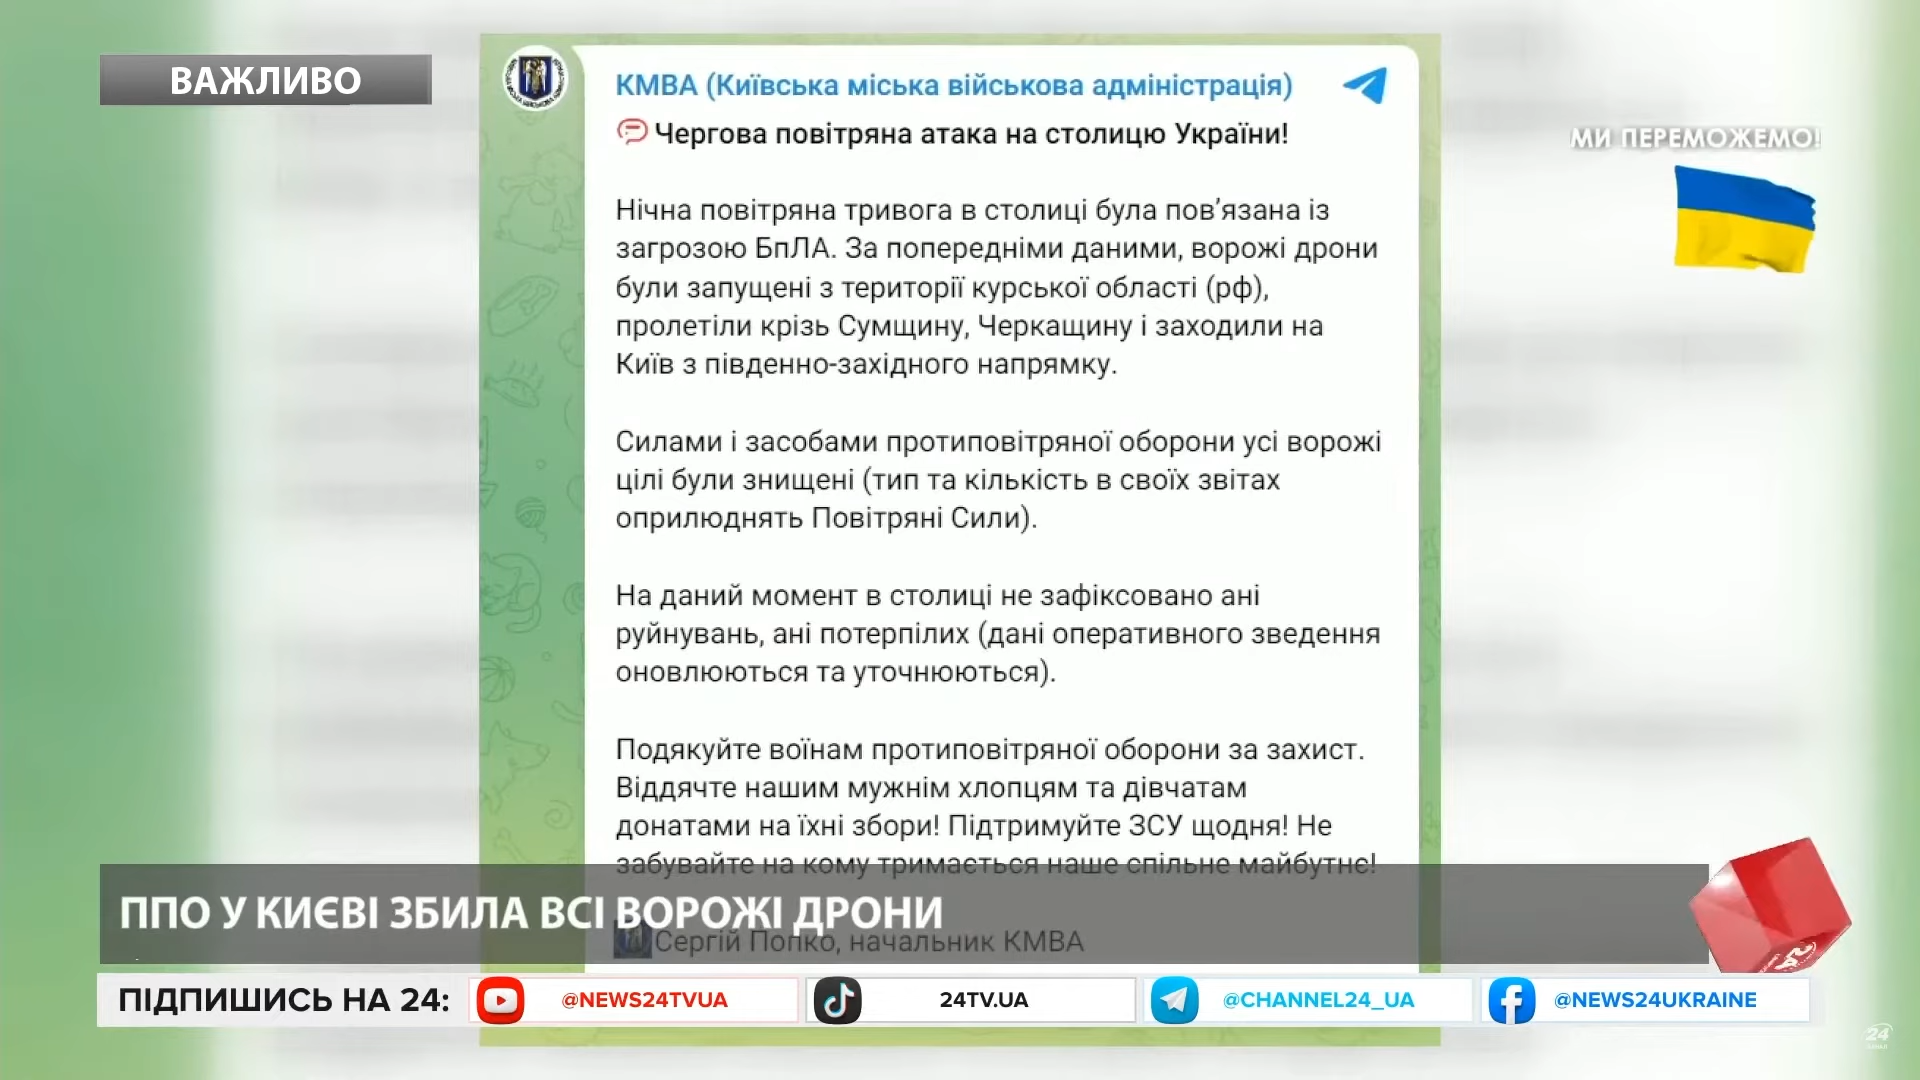 ВАЖЛИВО
КМВА (Київська міська військова адміністрація)
Чергова повітряна атака на столицю України!
Нічна повітряна тривога в столиці була пов’язана із
загрозою БпЛА. За попередніми даними, ворожі дрони
були запущені з території курської області (рф),
пролетіли крізь Сумщину, Черкащину і заходили на
Київ з південно-західного напрямку.
Силами і засобами протиповітряної оборони усі ворожі
цілі були знищені (тип та кількість в своїх звітах
оприлюднять Повітряні Сили).
На даний момент в столиці не зафіксовано ані
руйнувань, ані потерпілих (дані оперативного зведення
оновлюються та уточнюються).
Подякуйте воїнам протиповітряної оборони за захист.
Віддячте нашим мужнім хлопцям та дівчатам
донатами на їхні збори! Підтримуйте ЗСУ щодня! Не
забувайте на кому тримається наше спільне майбутнє!
Сергій Попко, начальник КМВА
МИ ПЕРЕМОЖЕМО!
ППО У КИЄВІ ЗБИЛА ВСІ ВОРОЖІ ДРОНИ
ПІДПИШИСЬ НА 24:
@NEWS24TVUA
24TV.UA
@CHANNEL24_UA
@NEWS24UKRAINE
24